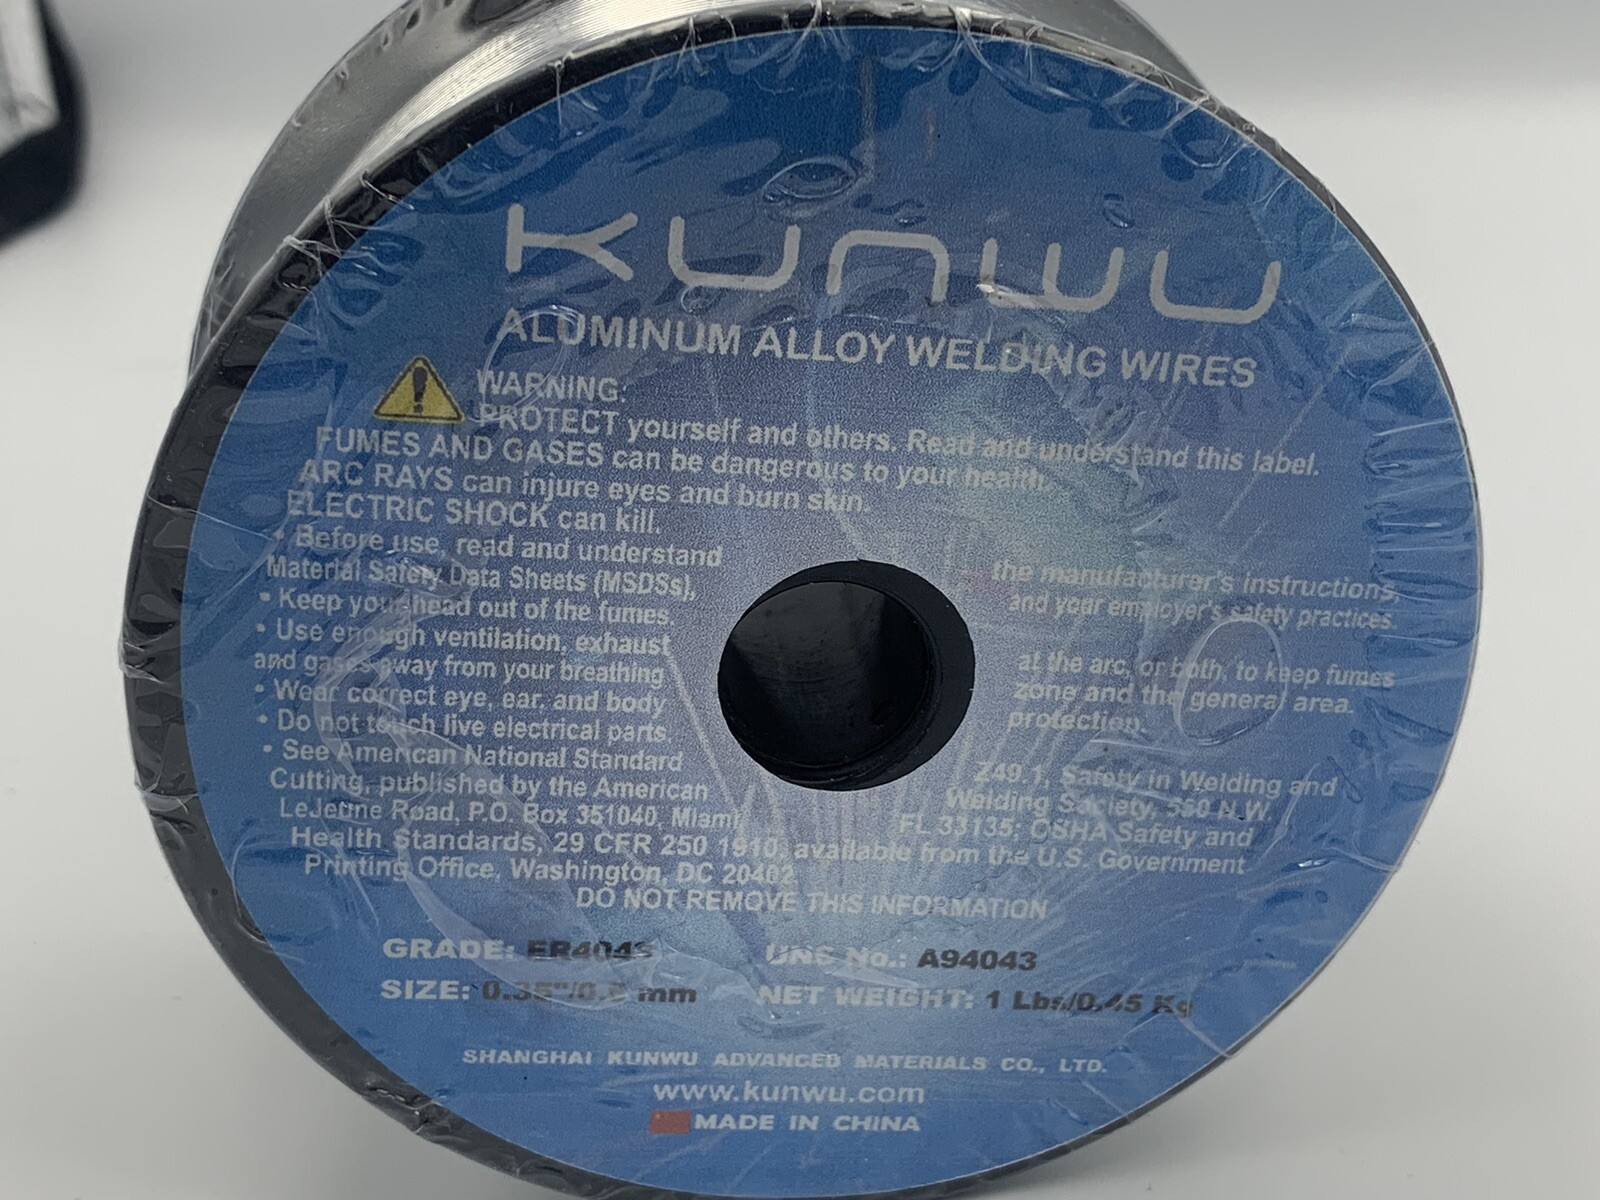 KUNWU
ALUMINUM ALLOY WELDING WIRES
WARNING:
PROTECT yourself and others. Read and understand this label.
FUMES AND GASES can be dangerous to your health.
ARC RAYS can injure eyes and burn skin.
ELECTRIC SHOCK can kill.
• Before use, read and understand the manufacturer's instructions,
Material Safety Data Sheets (MSDSs), and your employer's safety practices.
• Keep your head out of the fumes.
• Use enough ventilation, exhaust at the arc, or both, to keep fumes
and gases away from your breathing zone and the general area.
• Wear correct eye, ear, and body protection.
• Do not touch live electrical parts.
• See American National Standard Z49.1, Safety in Welding and
Cutting, published by the American Welding Society, 550 N.W.
LeJeune Road, P.O. Box 351040, Miami, FL 33135; OSHA Safety and
Health Standards, 29 CFR 250 1910, available from the U.S. Government
Printing Office, Washington, DC 20402
DO NOT REMOVE THIS INFORMATION
GRADE: ER4043 UNS No.: A94043
SIZE: mm NET WEIGHT: 1 Lbs/0.45 Kg
SHANGHAI KUNWU ADVANCED MATERIALS CO., LTD.
www.kunwu.com
MADE IN CHINA